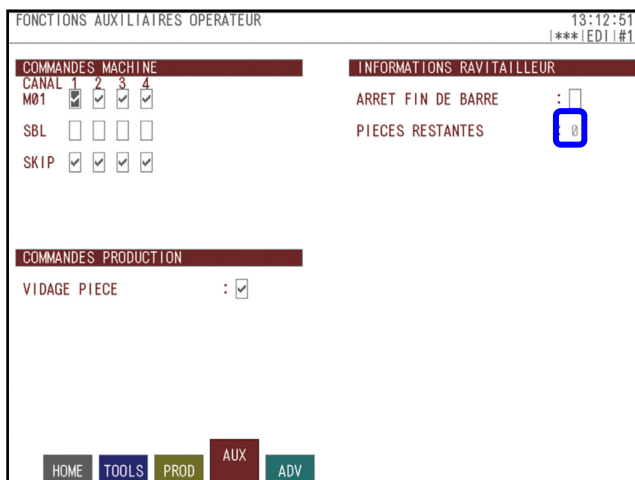 FONCTIONS AUXILIAIRES OPERATEUR
13:12:51
|***|EDI|#1
COMMANDES MACHINE
CANAL 1 2 3 4
M01
SBL
SKIP
INFORMATIONS RAVITAILLEUR
ARRET FIN DE BARRE :
PIECES RESTANTES : 0
COMMANDES PRODUCTION
VIDAGE PIECE :
HOME TOOLS PROD AUX ADV